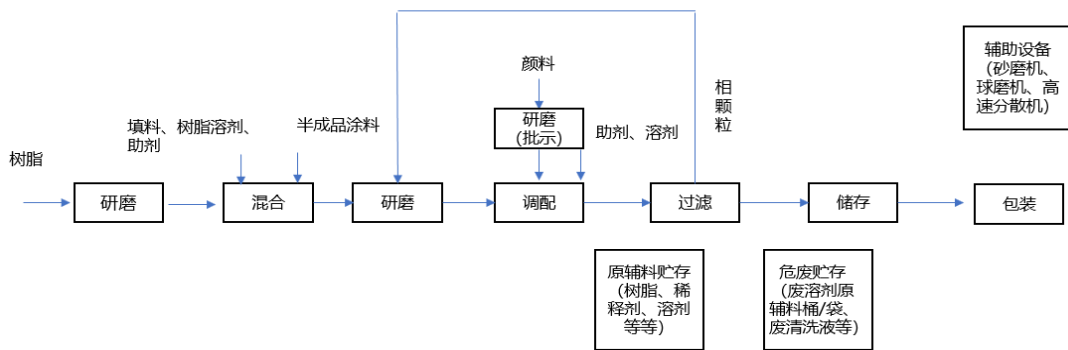 树脂
研磨
填料、树脂溶剂、
助剂
混合
半成品涂料
研磨
颜料
研磨
(批示)
助剂、溶剂
调配
相
颗
粒
过滤
储存
包装
辅助设备
（砂磨机、
球磨机、高
速分散机）
原辅料贮存
（树脂、稀
释剂、溶剂
等等）
危废贮存
（废溶剂原
辅料桶/袋、
废清洗液等）